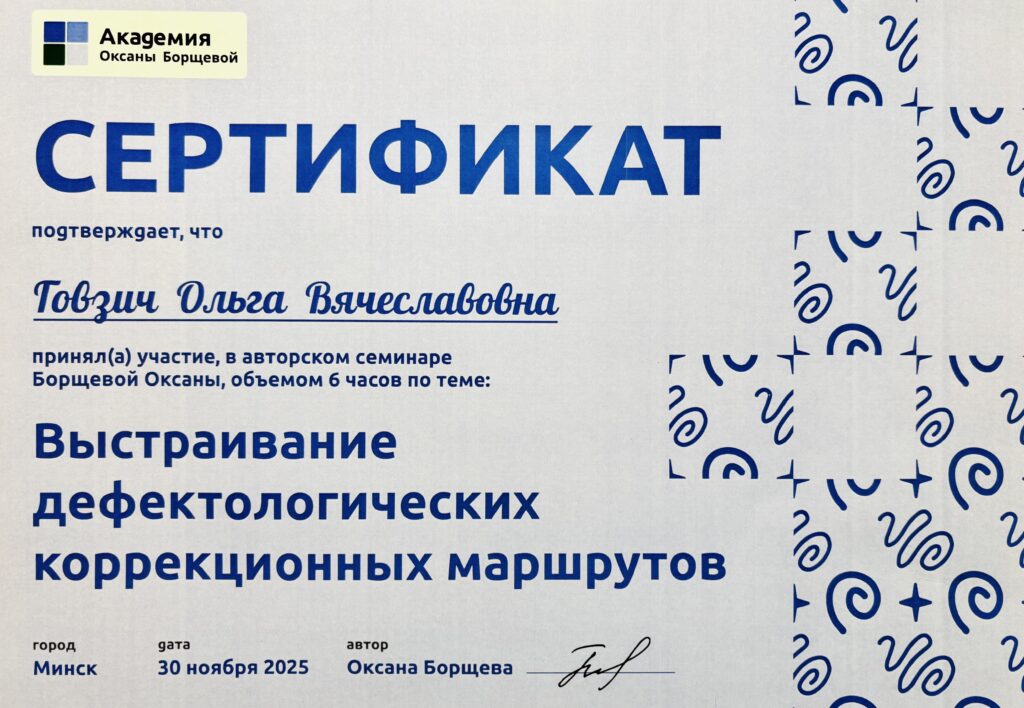 Академия
Оксаны Борщевой
СЕРТИФИКАТ
подтверждает, что
Говзич Ольга Вячеславовна
принял(а) участие, в авторском семинаре
Борщевой Оксаны, объемом 6 часов по теме:
Выстраивание
дефектологических
коррекционных маршрутов
город
дата
автор
Минск
30 ноября 2025
Оксана Борщева